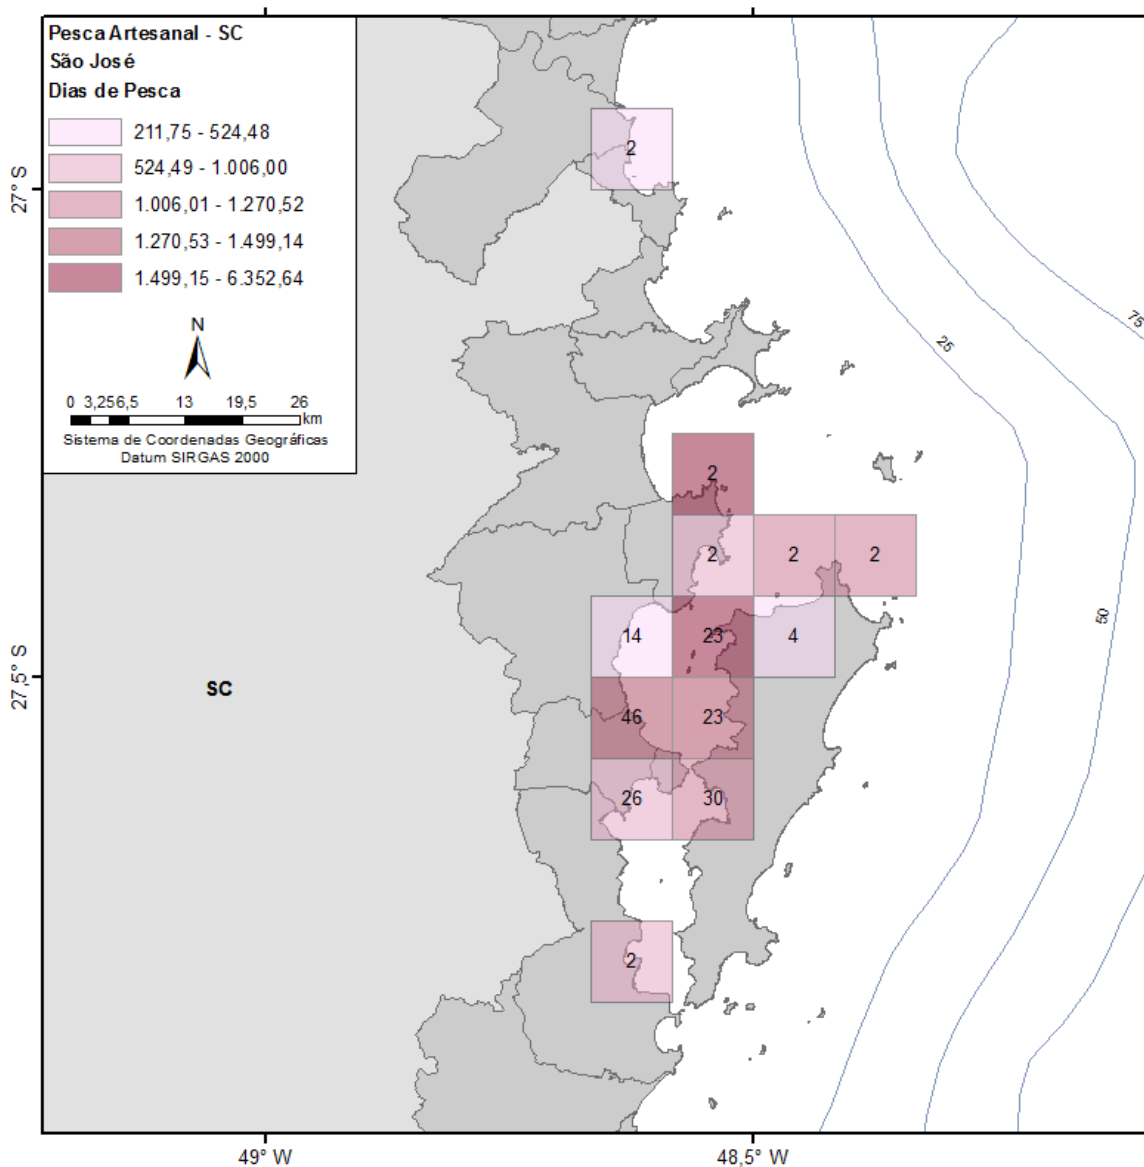 Pesca Artesanal - SC
São José
Dias de Pesca
211,75 - 524,48
524,49 - 1.006,00
1.006,01 - 1.270,52
1.270,53 - 1.499,14
1.499,15 - 6.352,64
N
0 3,256,5 13 19,5 26
km
Sistema de Coordenadas Geográficas
Datum SIRGAS 2000
27° S
2
75
25
2
2 2 2
50
14 23 4
27,5° S
SC
46 23
26 30
2
49° W 48,5° W